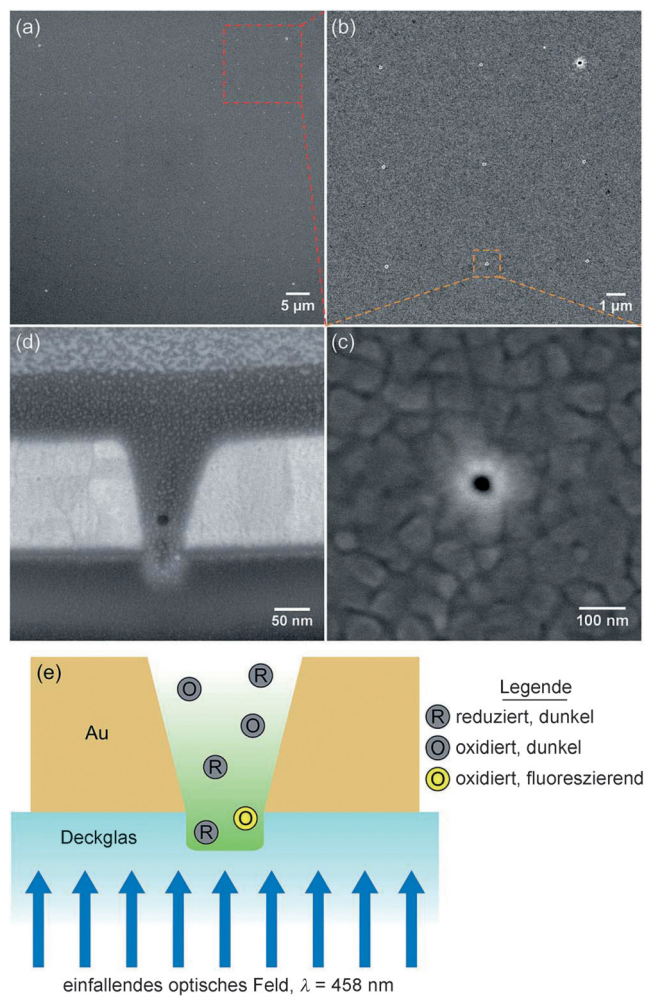 (a)
5 µm
(b)
1 µm
(d)
50 nm
(c)
100 nm
(e)
Au
O
R
O
R
R
O
Deckglas
Legende
R reduziert, dunkel
O oxidiert, dunkel
O oxidiert, fluoreszierend
einfallendes optisches Feld, λ = 458 nm